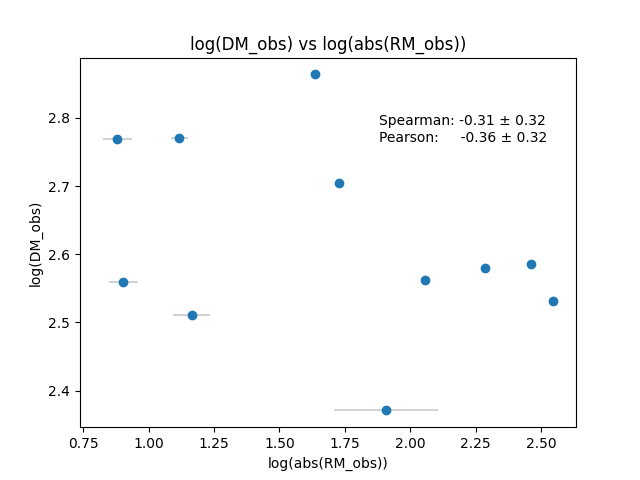 log(DM_obs) vs log(abs(RM_obs))
Spearman: -0.31 ± 0.32
Pearson: -0.36 ± 0.32
log(DM_obs)
2.8
2.7
2.6
2.5
2.4
0.75 1.00 1.25 1.50 1.75 2.00 2.25 2.50
log(abs(RM_obs))